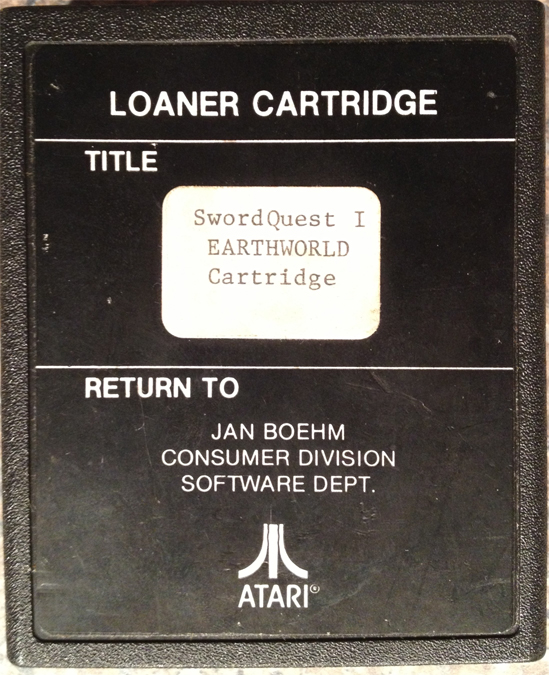 LOANER CARTRIDGE
TITLE
SwordQuest I
EARTHWORLD
Cartridge
RETURN TO
JAN BOEHM
CONSUMER DIVISION
SOFTWARE DEPT.
ATARI®